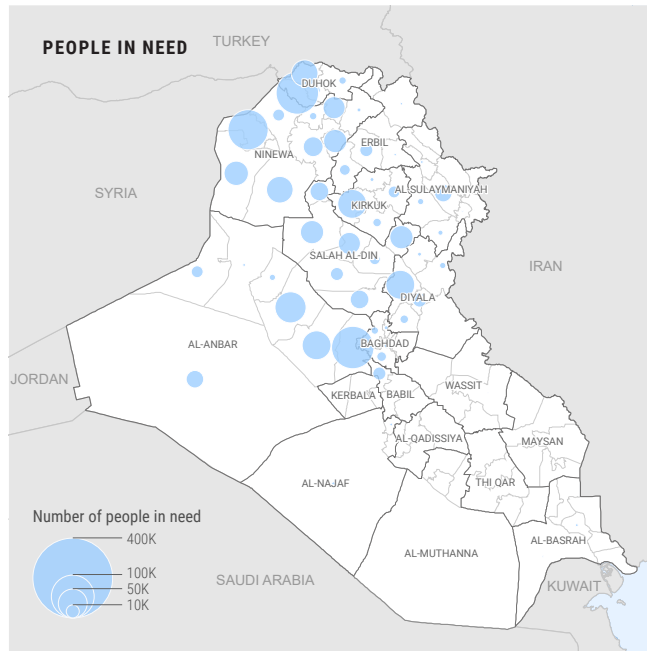 PEOPLE IN NEED
TURKEY
DUHOK
ERBIL
NINEWA
SYRIA
AL-SULAYMANIYAH
KIRKUK
SALAH AL-DIN
IRAN
DIYALA
AL-ANBAR
BAGHDAD
JORDAN
WASSIT
KERBALA
BABIL
AL-QADISSIYA
MAYSAN
AL-NAJAF
THI QAR
Number of people in need
400K
AL-BASRAH
AL-MUTHANNA
100K
SAUDI ARABIA
KUWAIT
50K
10K